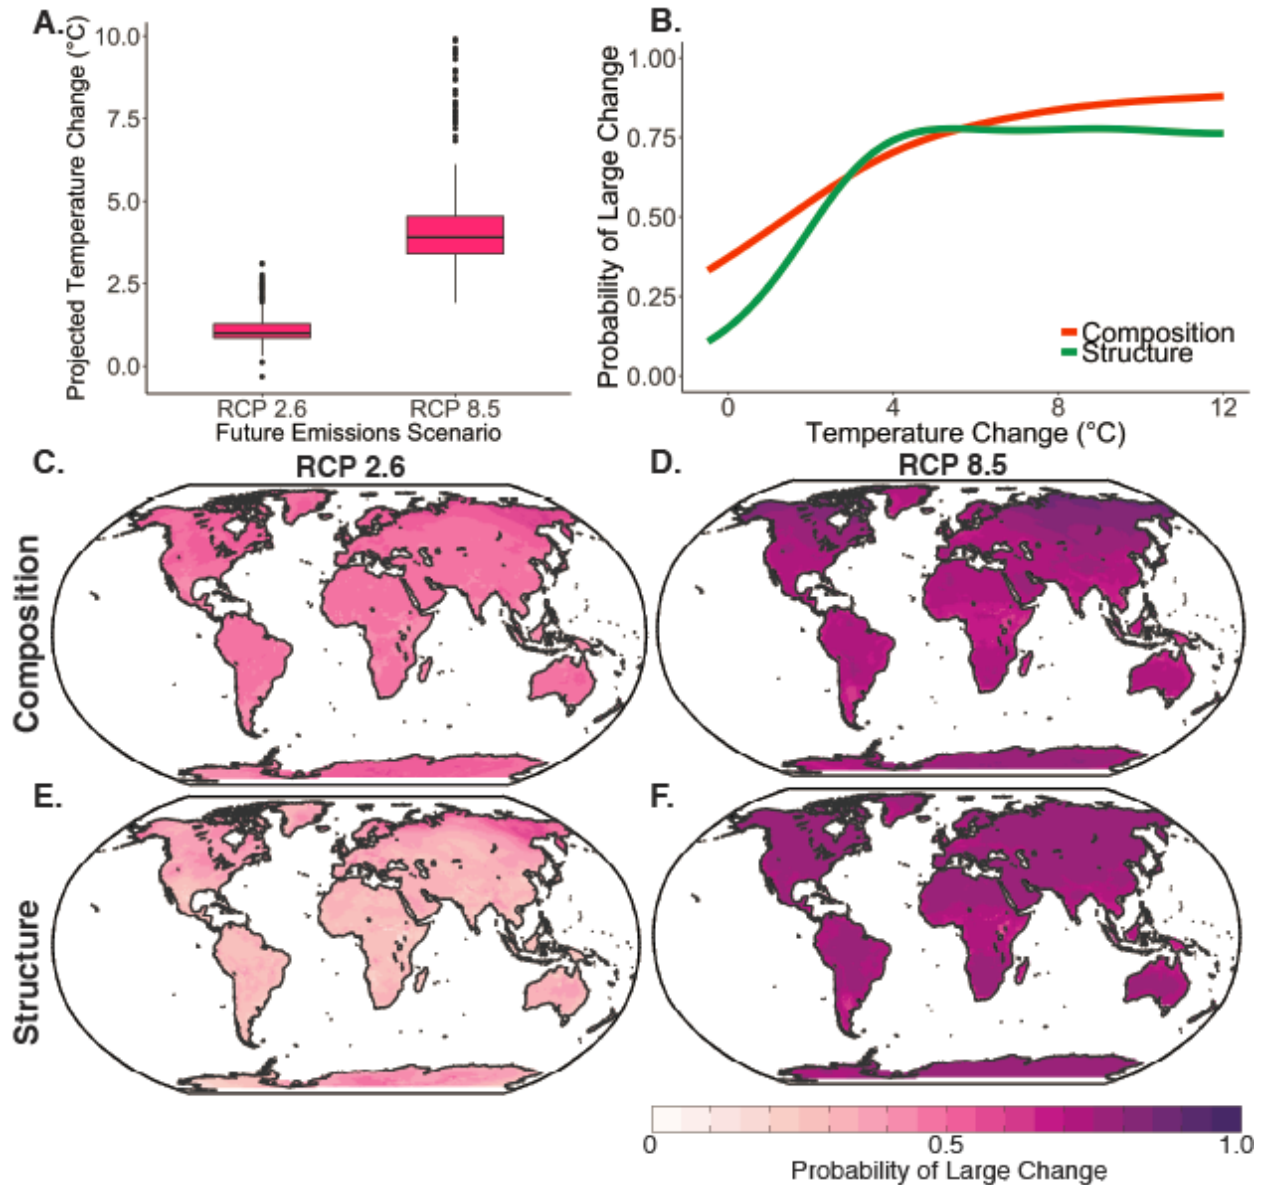 A.
Projected Temperature Change (°C)
10.0
7.5
5.0
2.5
0.0
RCP 2.6
RCP 8.5
Future Emissions Scenario
B.
Probability of Large Change
1.00
0.75
0.50
0.25
0.00
Composition
Structure
0
4
8
12
Temperature Change (°C)
C.
RCP 2.6
D.
RCP 8.5
Composition
E.
F.
Structure
0
0.5
1.0
Probability of Large Change